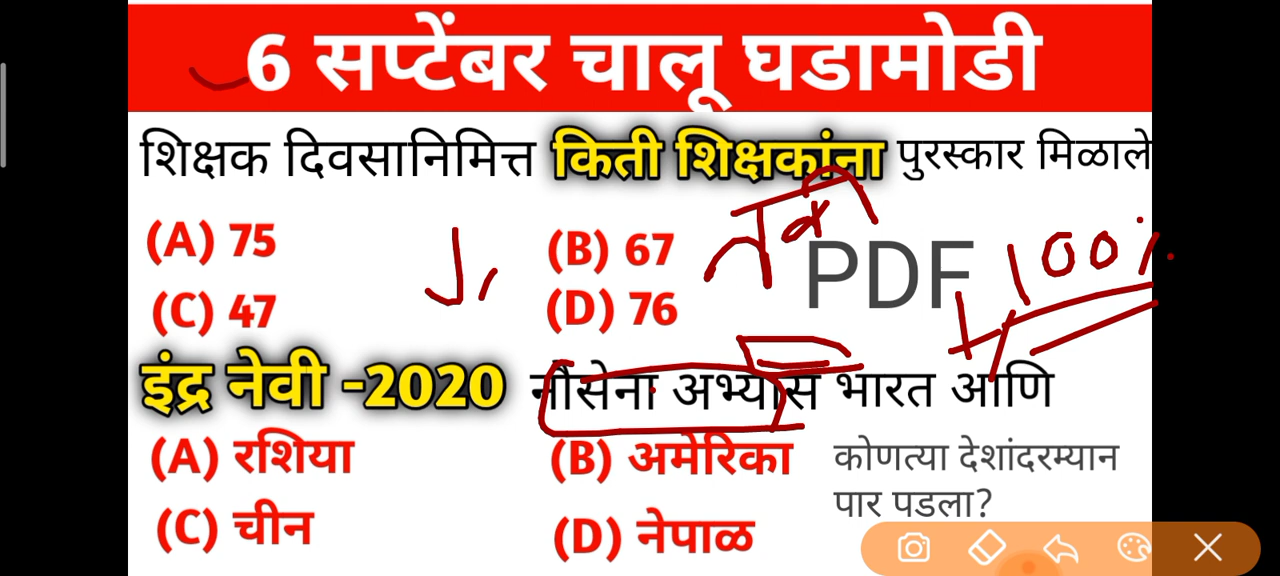 6 सप्टेंबर चालू घडामोडी
शिक्षक दिवसानिमित्त किती शिक्षकांना पुरस्कार मिळाले
(A) 75
(B) 67
PDF
100%
(C) 47
(D) 76
इंद्र नेवी -2020 नौसेना अभ्यास भारत आणि
(A) रशिया
(B) अमेरिका
कोणत्या देशांदरम्यान
पार पडला?
(C) चीन
(D) नेपाळ